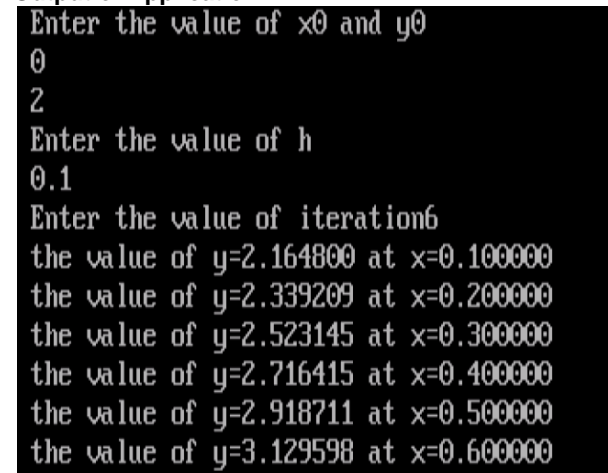 Enter the value of x0 and y0
0
2
Enter the value of h
0.1
Enter the value of iteration6
the value of y=2.164800 at x=0.100000
the value of y=2.339209 at x=0.200000
the value of y=2.523145 at x=0.300000
the value of y=2.716415 at x=0.400000
the value of y=2.918711 at x=0.500000
the value of y=3.129598 at x=0.600000